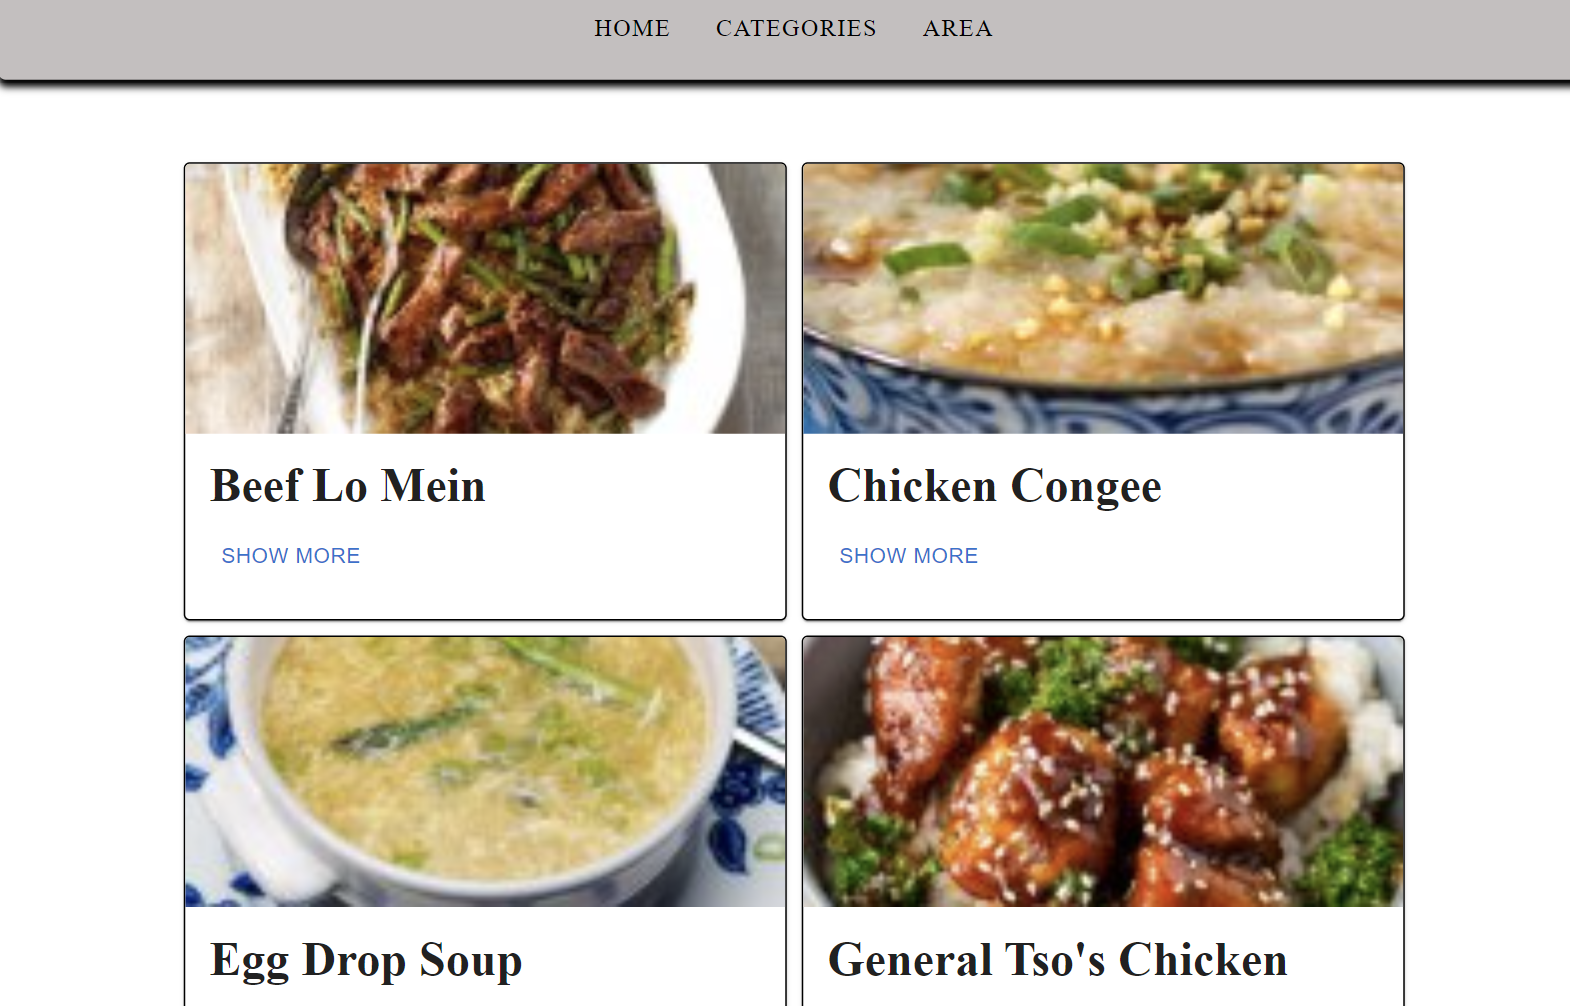 HOME CATEGORIES AREA
Beef Lo Mein
SHOW MORE
Chicken Congee
SHOW MORE
Egg Drop Soup
General Tso's Chicken